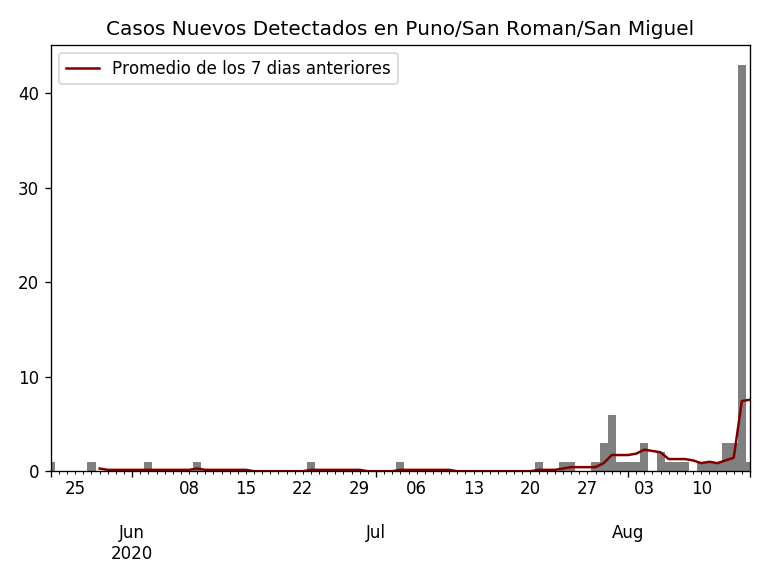 Casos Nuevos Detectados en Puno/San Roman/San Miguel
Promedio de los 7 dias anteriores
40
30
20
10
0
25 08 15 22 29 06 13 20 27 03 10
Jun Jul Aug
2020